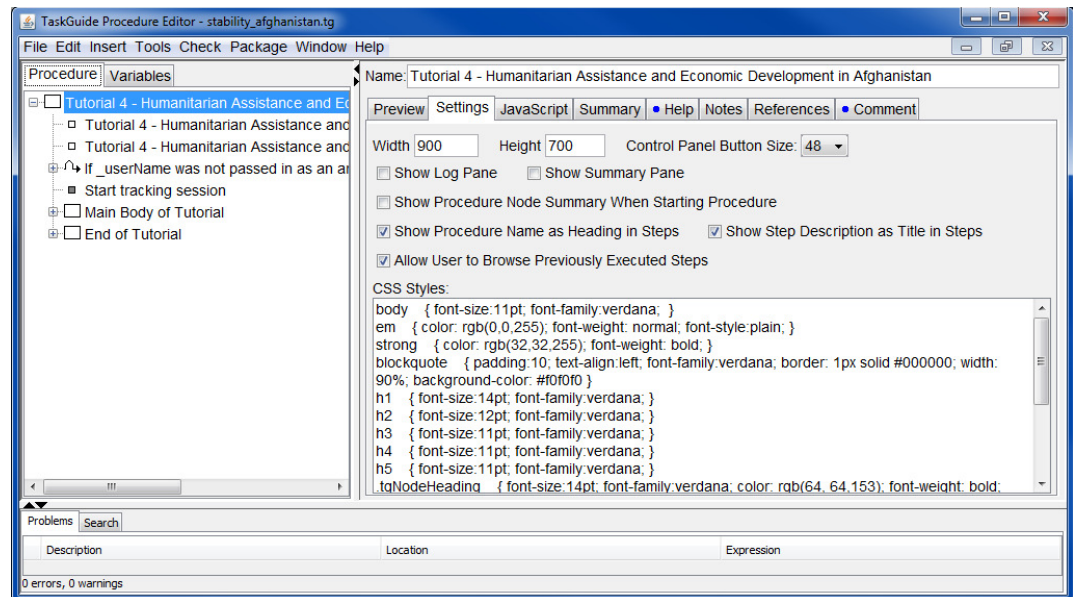 TaskGuide Procedure Editor - stability_afghanistan.tg
File Edit Insert Tools Check Package Window Help
Procedure Variables
Tutorial 4 - Humanitarian Assistance and Ec
Tutorial 4 - Humanitarian Assistance and
Tutorial 4 - Humanitarian Assistance and
If _userName was not passed in as an ar
Start tracking session
Main Body of Tutorial
End of Tutorial
Name: Tutorial 4 - Humanitarian Assistance and Economic Development in Afghanistan
Preview Settings JavaScript Summary • Help Notes References • Comment
Width 900 Height 700 Control Panel Button Size: 48
Show Log Pane Show Summary Pane
Show Procedure Node Summary When Starting Procedure
Show Procedure Name as Heading in Steps Show Step Description as Title in Steps
Allow User to Browse Previously Executed Steps
CSS Styles:
body { font-size:11pt; font-family:verdana; }
em { color: rgb(0,0,255); font-weight: normal; font-style:plain; }
strong { color: rgb(32,32,255); font-weight: bold; }
blockquote { padding:10; text-align:left; font-family:verdana; border: 1px solid #000000; width:
90%; background-color: #f0f0f0 }
h1 { font-size:14pt; font-family:verdana; }
h2 { font-size:12pt; font-family:verdana; }
h3 { font-size:11pt; font-family:verdana; }
h4 { font-size:11pt; font-family:verdana; }
h5 { font-size:11pt; font-family:verdana; }
.tgNodeHeading { font-size:14pt; font-family:verdana; color: rgb(64, 64,153); font-weight: bold;
Problems Search
Description Location Expression
0 errors, 0 warnings